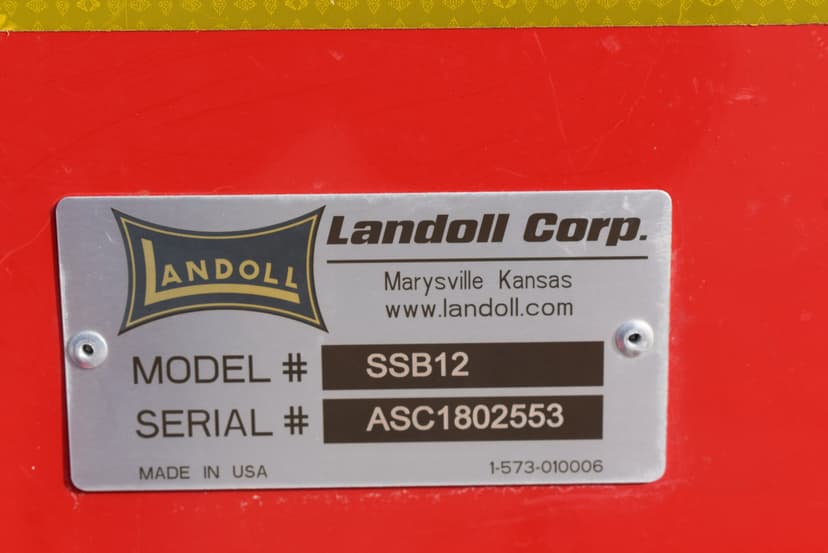 LANDOLL
Landoll Corp.
Marysville Kansas
www.landoll.com
MODEL # SSB12
SERIAL # ASC1802553
MADE IN USA 1-573-010006